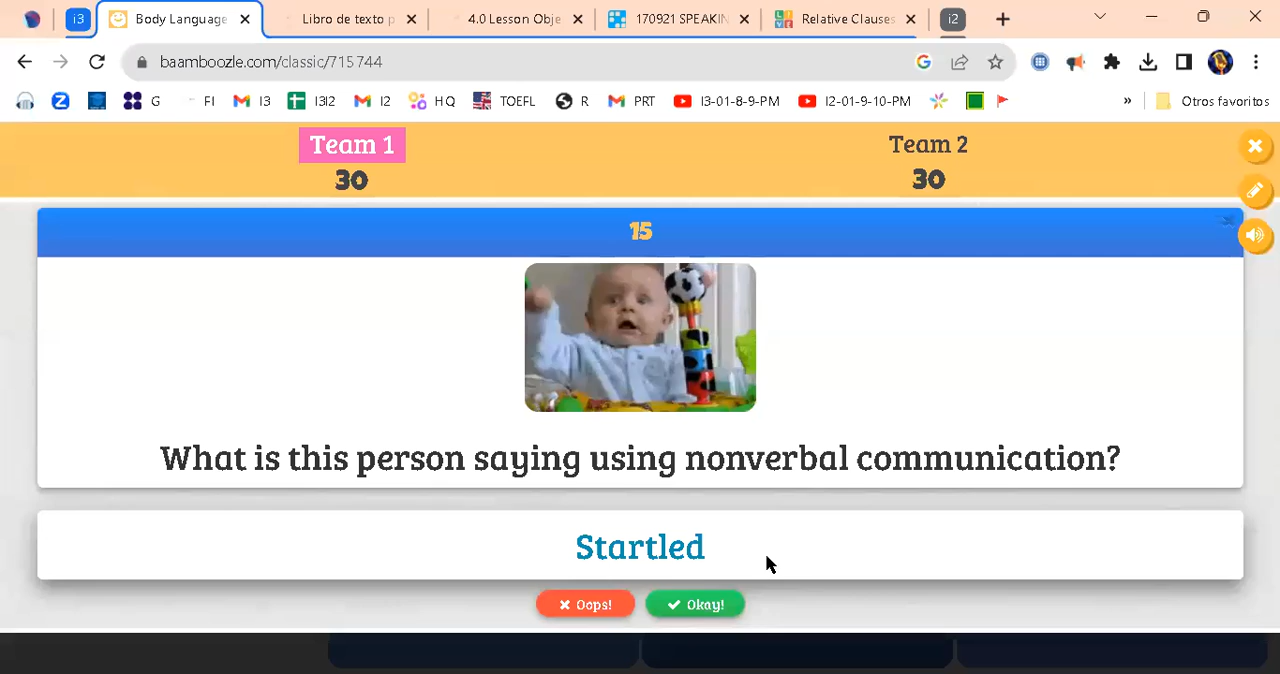 i3
Body Language
Libro de texto p
4.0 Lesson Obje
170921 SPEAKIN
Relative Clauses
i2
baamboozle.com/classic/715744
G
FI
I3
I3I2
I2
HQ
TOEFL
R
PRT
I3-01-8-9-PM
I2-01-9-10-PM
»
Otros favoritos
Team 1
30
Team 2
30
15
What is this person saying using nonverbal communication?
Startled
Oops!
Okay!